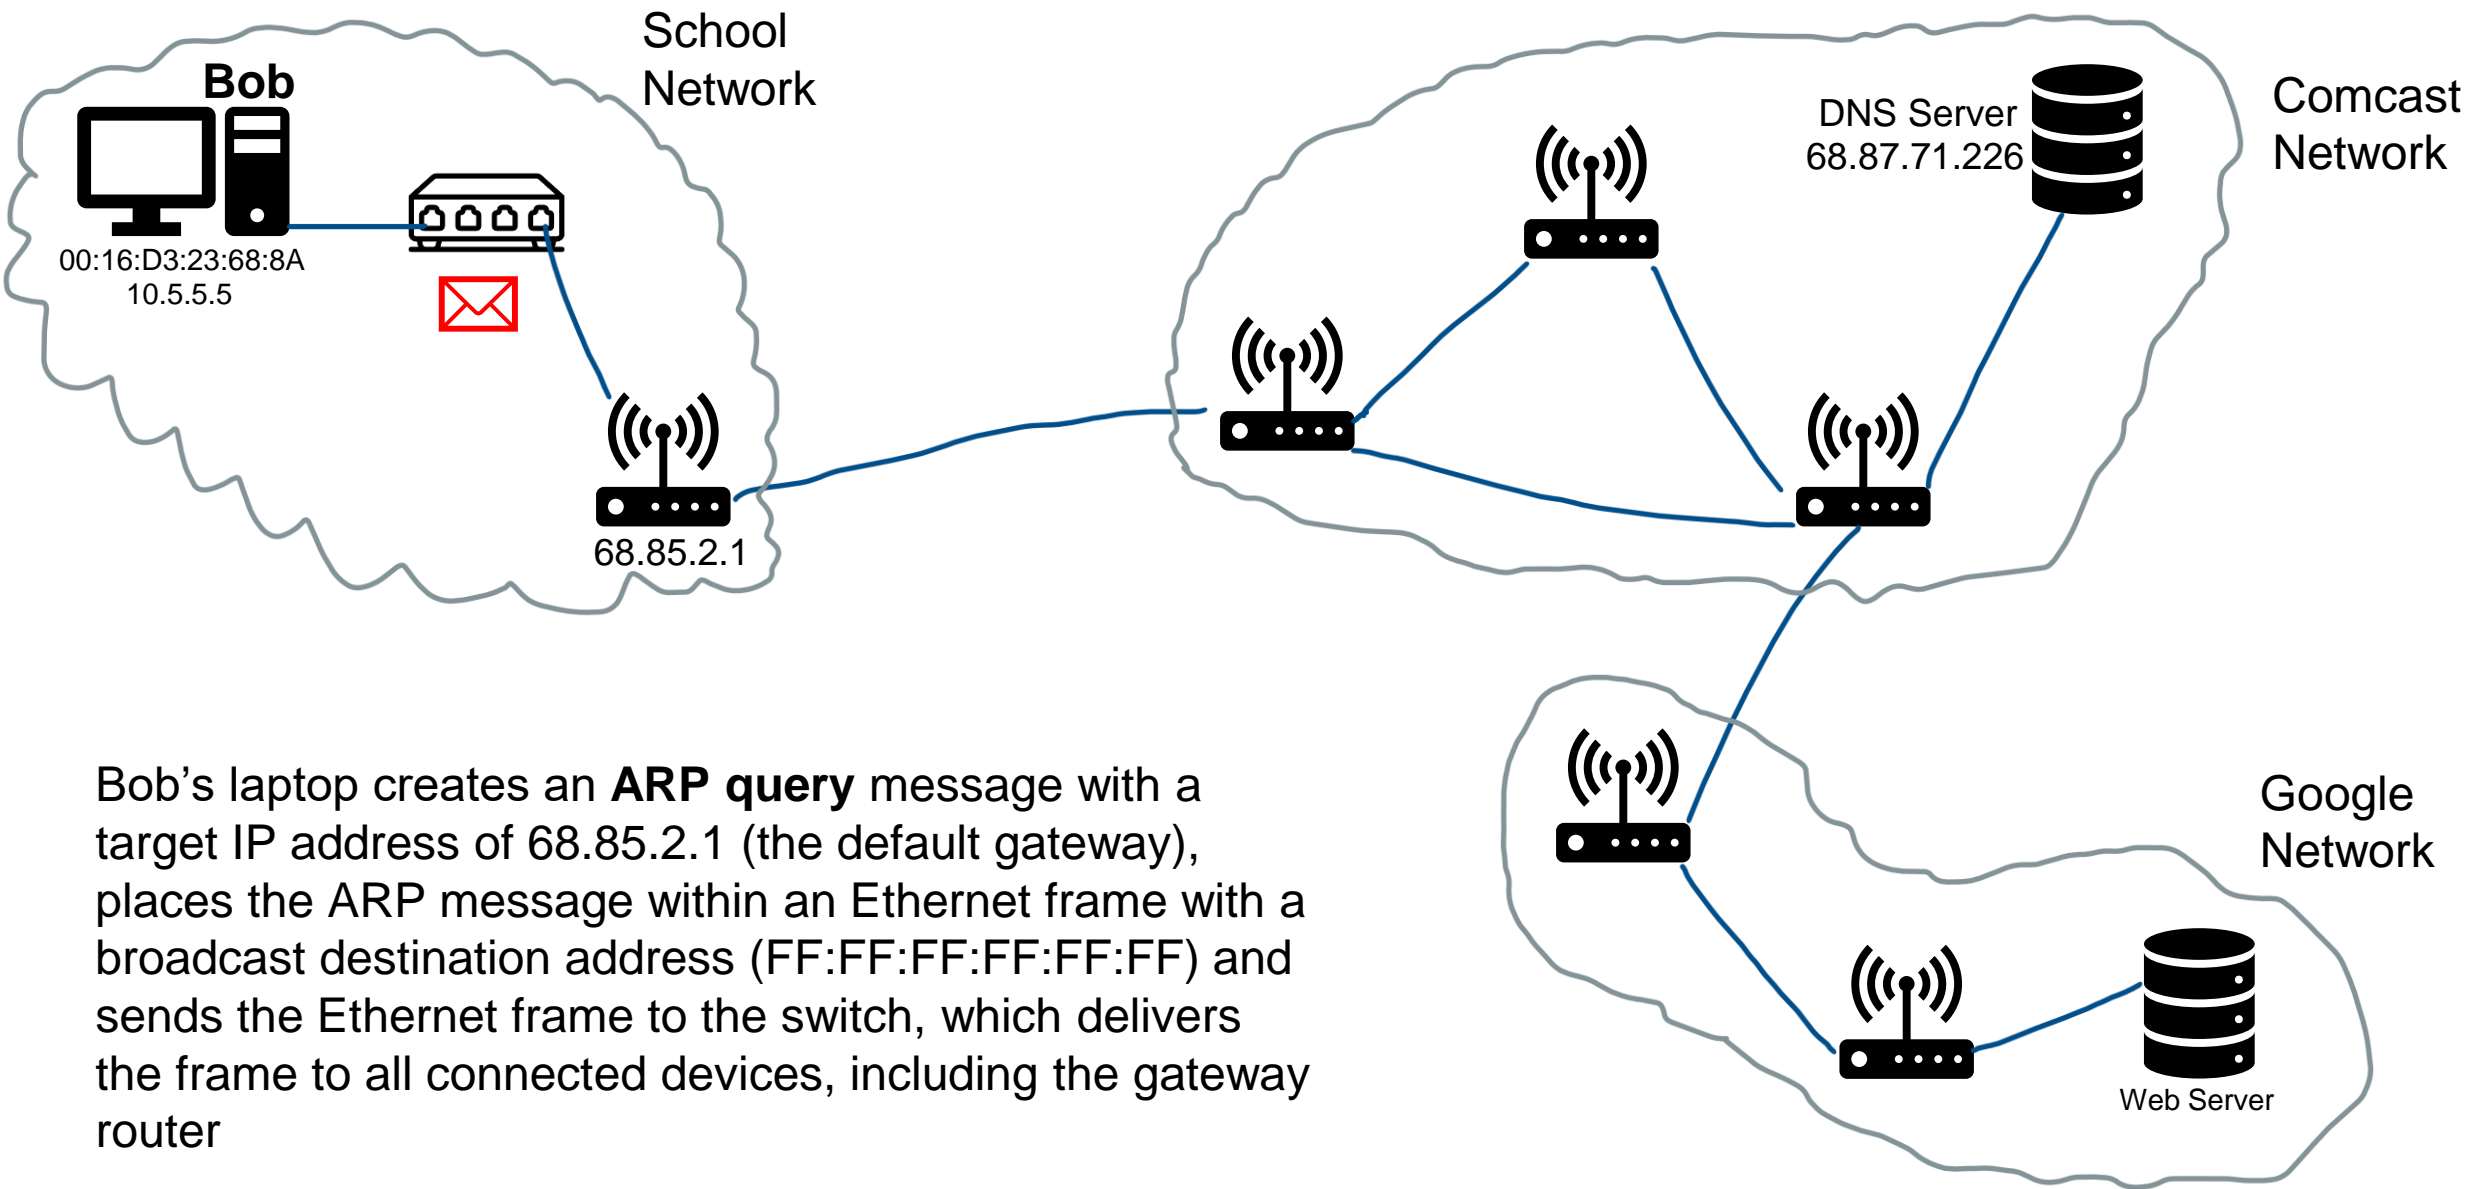 School
Network
Bob
00:16:D3:23:68:8A
10.5.5.5
68.85.2.1
DNS Server
68.87.71.226
Comcast
Network
Bob’s laptop creates an ARP query message with a
target IP address of 68.85.2.1 (the default gateway),
places the ARP message within an Ethernet frame with a
broadcast destination address (FF:FF:FF:FF:FF:FF) and
sends the Ethernet frame to the switch, which delivers
the frame to all connected devices, including the gateway
router
Google
Network
Web Server